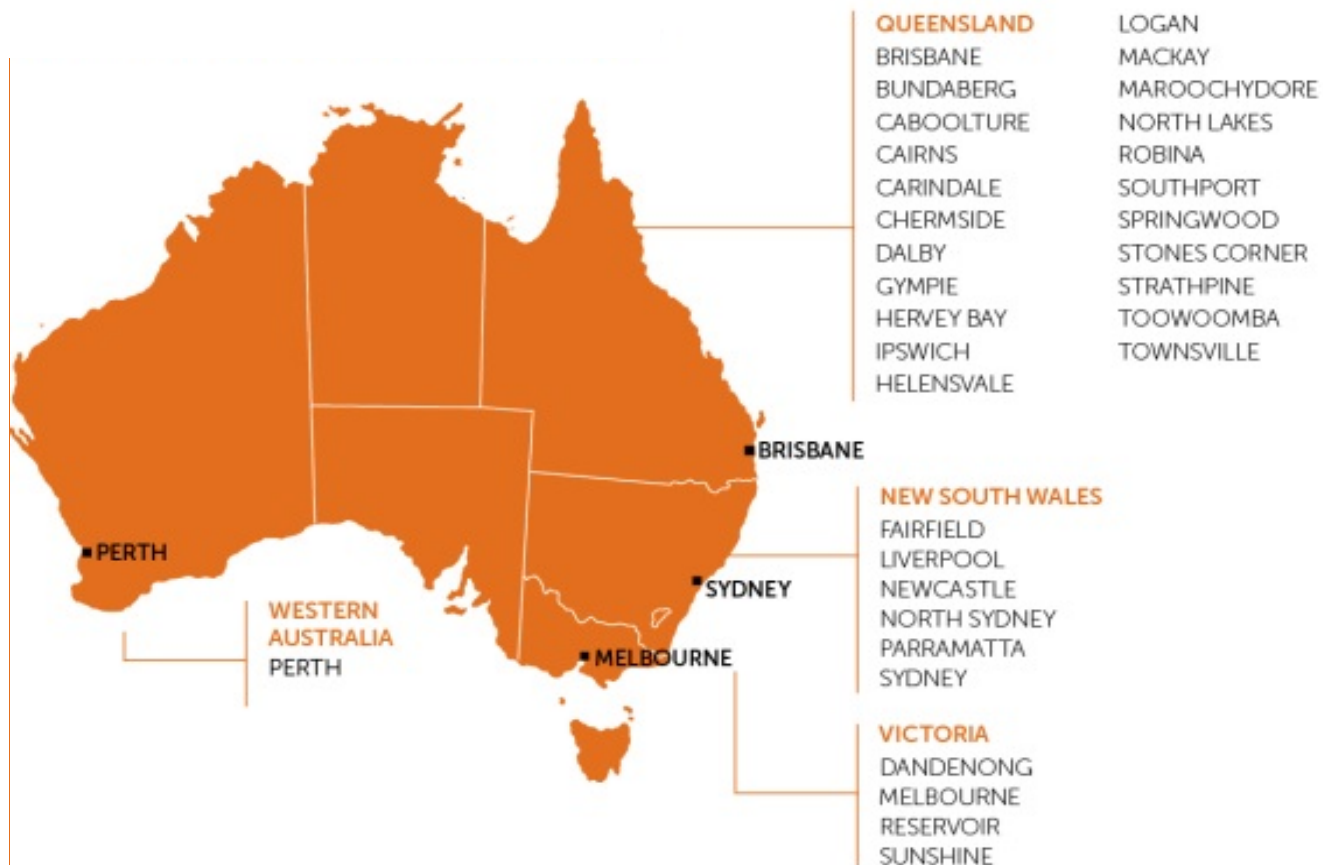 QUEENSLAND
BRISBANE
BUNDABERG
CABOOLTURE
CAIRNS
CARINDALE
CHERMSIDE
DALBY
GYMPIE
HERVEY BAY
IPSWICH
HELENSVALE
LOGAN
MACKAY
MAROOCHYDORE
NORTH LAKES
ROBINA
SOUTHPORT
SPRINGWOOD
STONES CORNER
STRATHPINE
TOOWOOMBA
TOWNSVILLE
BRISBANE
PERTH
SYDNEY
MELBOURNE
WESTERN
AUSTRALIA
PERTH
NEW SOUTH WALES
FAIRFIELD
LIVERPOOL
NEWCASTLE
NORTH SYDNEY
PARRAMATTA
SYDNEY
VICTORIA
DANDENONG
MELBOURNE
RESERVOIR
SUNSHINE